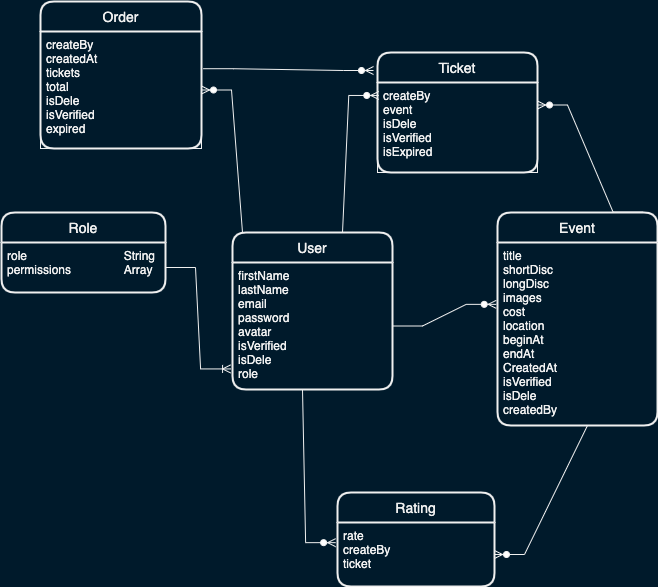 Order
createBy
createdAt
tickets
total
isDele
isVerified
expired
Ticket
createBy
event
isDele
isVerified
isExpired
Role
role String
permissions Array
User
firstName
lastName
email
password
avatar
isVerified
isDele
role
Event
title
shortDisc
longDisc
images
cost
location
beginAt
endAt
CreatedAt
isVerified
isDele
createdBy
Rating
rate
createBy
ticket